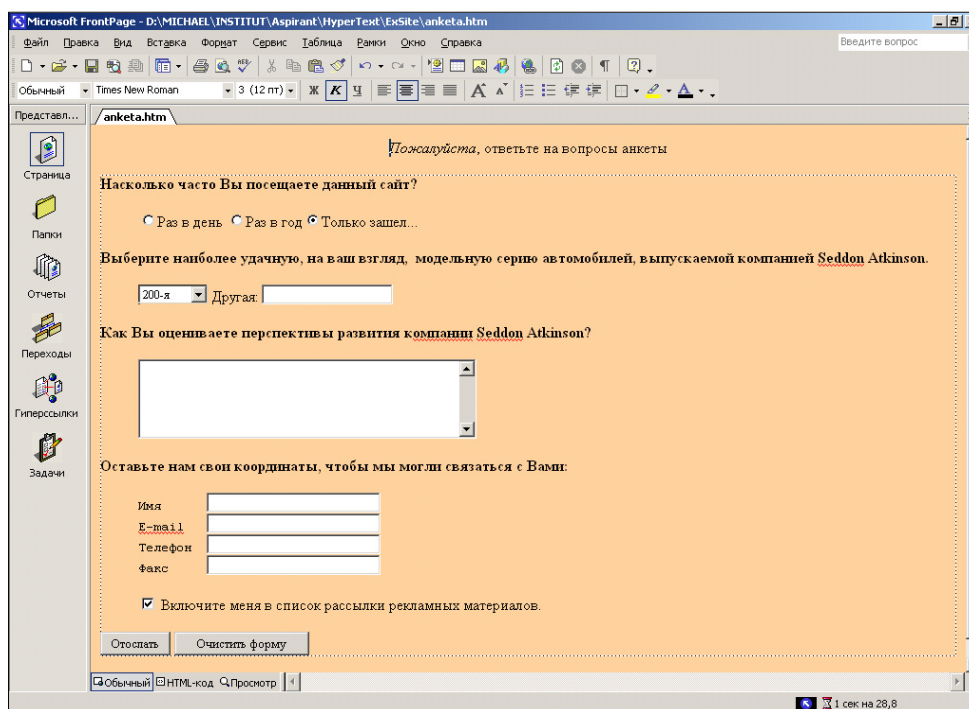 Microsoft FrontPage - D:\MICHAEL\INSTITUT\Aspirant\HyperText\ExSite\anketa.htm
Файл Правка Вид Вставка Формат Сервис Таблица Рамки Окно Справка Введите вопрос
Обычный Times New Roman 3 (12 пт) Ж К Ч
Представл... anketa.htm
Пожалуйста, ответьте на вопросы анкеты
Страница
Насколько часто Вы посещаете данный сайт?
Раз в день Раз в год Только зашел...
Папки
Выберите наиболее удачную, на ваш взгляд, модельную серию автомобилей, выпускаемой компанией Seddon Atkinson.
Отчеты
200-я Другая:
Как Вы оцениваете перспективы развития компании Seddon Atkinson?
Переходы
Гиперссылки
Задачи
Оставьте нам свои координаты, чтобы мы могли связаться с Вами:
Имя
E-mail
Телефон
Факс
Включите меня в список рассылки рекламных материалов.
Отослать Очистить форму
Обычный HTML-код Просмотр
1 сек на 28,8